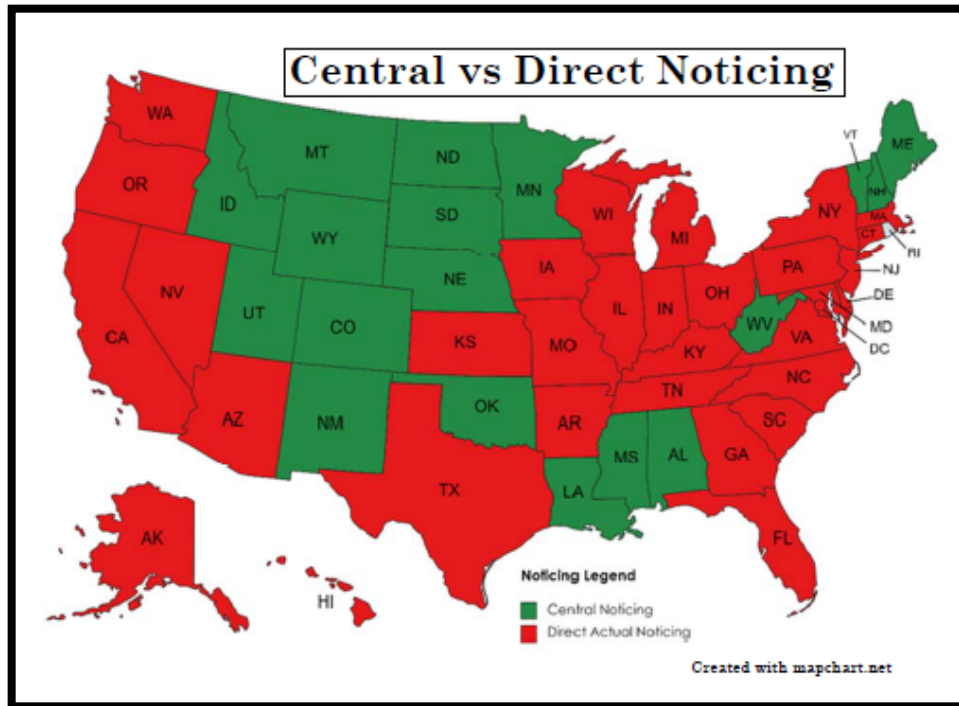 Central vs Direct Noticing
WA
MT
ND
MN
VT
ME
OR
ID
SD
WI
NH
NY
MA
WY
MI
CT
RI
IA
PA
NE
NJ
NV
OH
IL
IN
DE
UT
CO
WV
MD
CA
KS
MO
VA
DC
KY
NC
TN
OK
AZ
NM
AR
SC
MS
AL
GA
TX
LA
AK
FL
HI
Noticing Legend
Central Noticing
Direct Actual Noticing
Created with mapchart.net